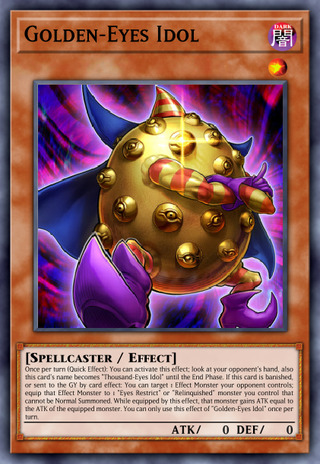 GOLDEN-EYES IDOL
DARK
闇
[SPELLCASTER / EFFECT]
Once per turn (Quick Effect): You can activate this effect; look at your opponent's hand, also
this card's name becomes "Thousand-Eyes Idol" until the End Phase. If this card is banished,
or sent to the GY by card effect: You can target 1 Effect Monster your opponent controls;
equip that Effect Monster to 1 "Eyes Restrict" or "Relinquished" monster you control that
cannot be Normal Summoned. While equipped by this effect, that monster gains ATK equal
to the ATK of the equipped monster. You can only use this effect of "Golden-Eyes Idol" once per
turn.
ATK/ 0 DEF/ 0